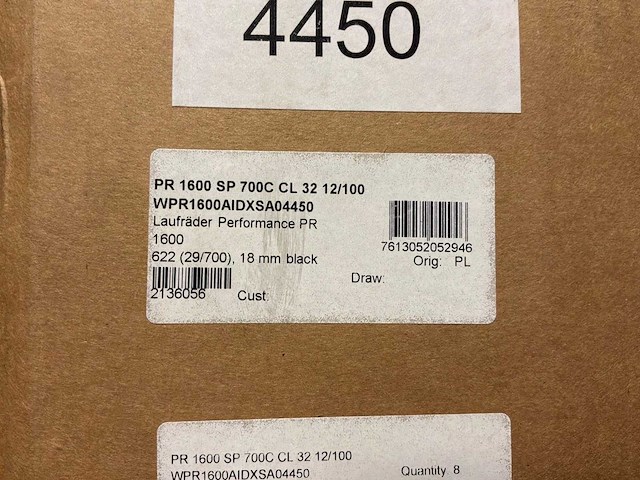 4450
PR 1600 SP 700C CL 32 12/100
WPR1600AIDXSA04450
Laufräder Performance PR
1600
7613052052946
622 (29/700), 18 mm black
Orig: PL
Draw:
2136056
Cust:
PR 1600 SP 700C CL 32 12/100
WPR1600AIDXSA04450
Quantity 8